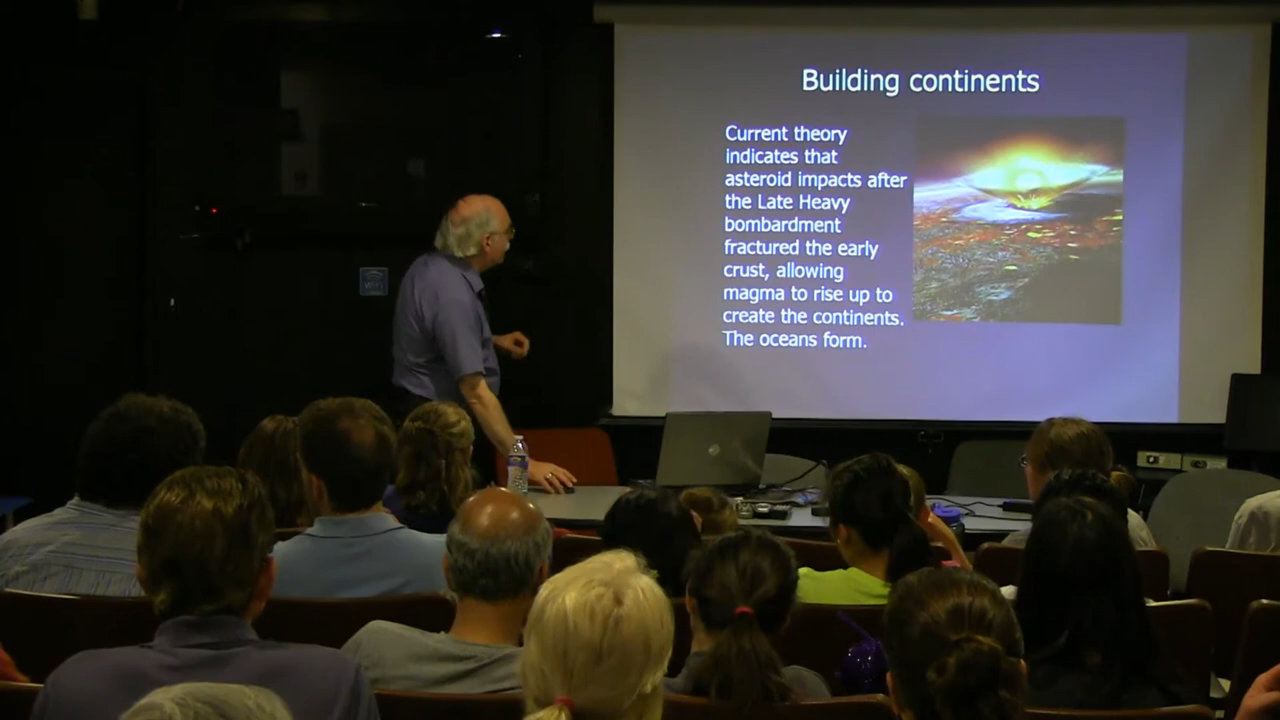 Building continents
Current theory
indicates that
asteroid impacts after
the Late Heavy
bombardment
fractured the early
crust, allowing
magma to rise up to
create the continents.
The oceans form.
WiFi